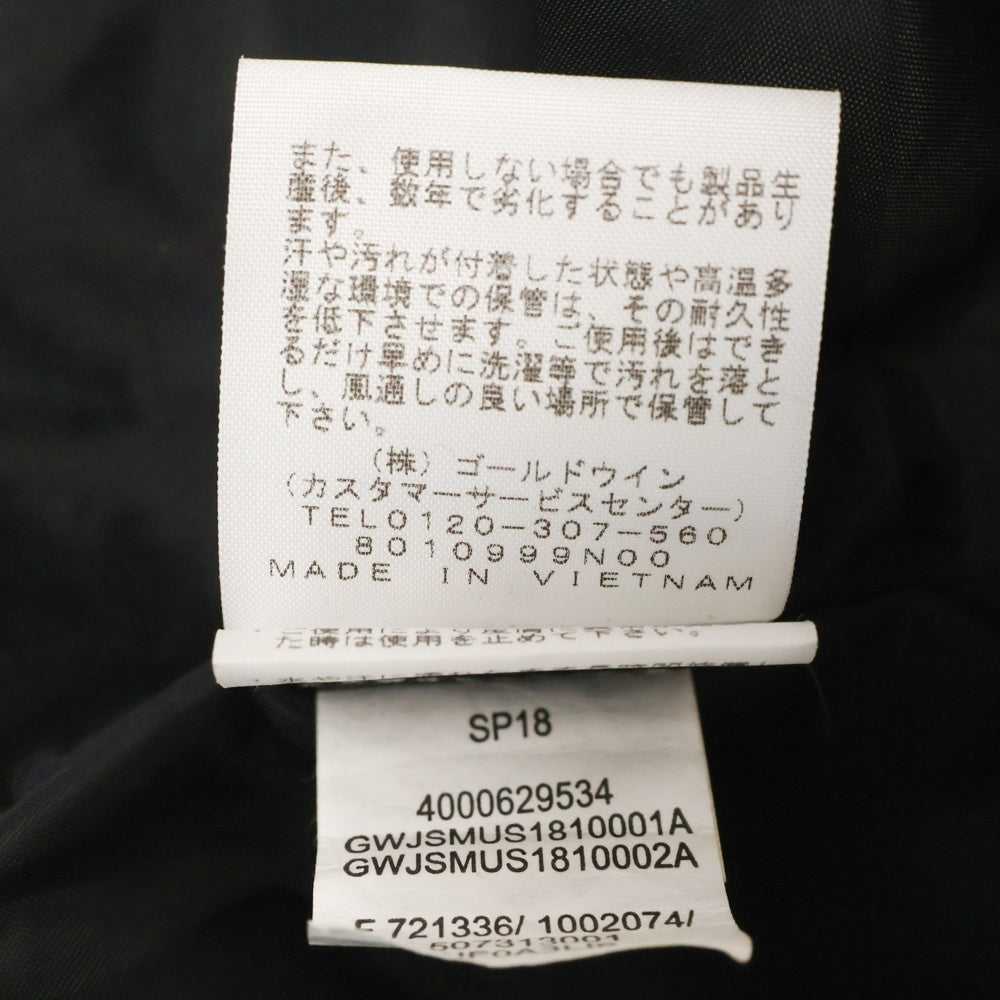 また、使用しない場合でも製品生
産後、数年で劣化することがあり
ます。
汗や汚れが付着した状態や高温多
湿な環境での保管は、その耐久性
を低下させます。ご使用後はできとて
るだけ早めに洗濯等で汚れを落とし
し、風通しの良い場所で保管して
下さい。
(株)ゴールドウイン
(カスタマーサービスセンター)
TEL0120-307-560
8010999N00
MADE IN VIETNAM
た時は使用を止めて下さい。
SP18
4000629534
GWJSMUS1810001A
GWJSMUS1810002A
721336/ 1002074/
507313001